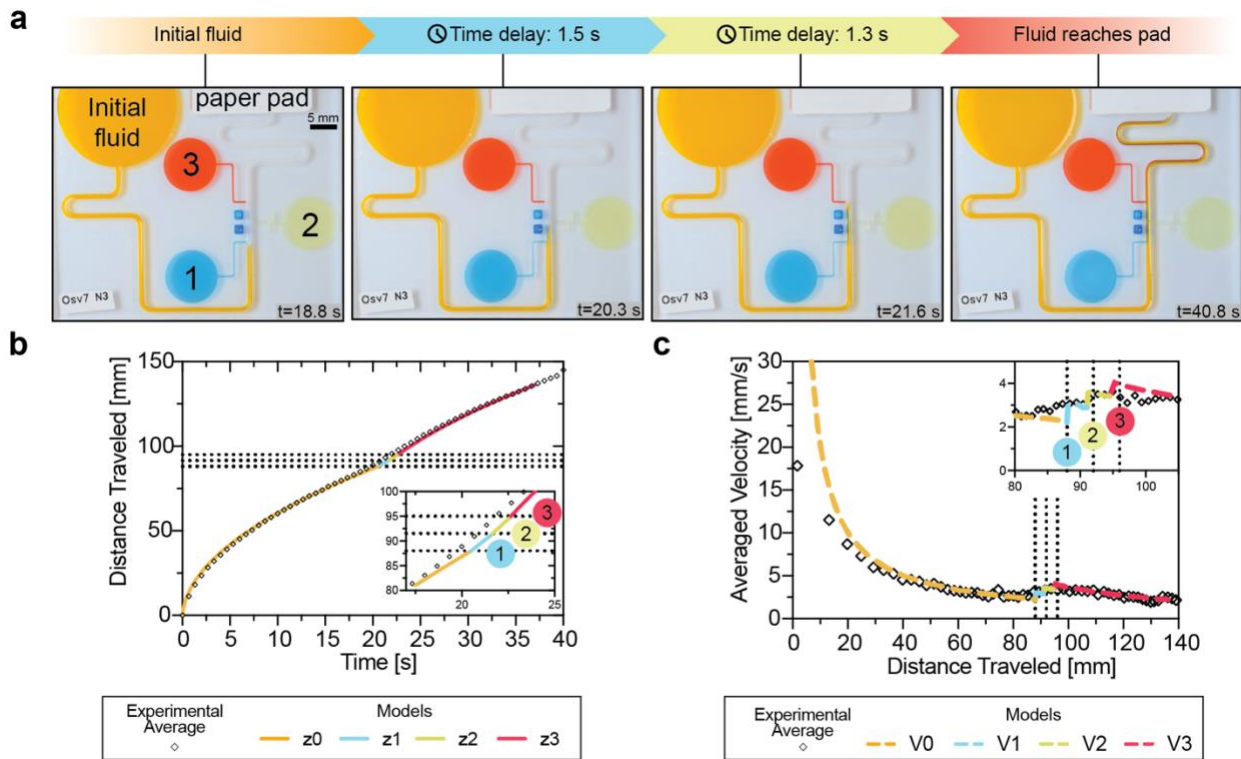 a
Initial fluid
Time delay: 1.5 s
Time delay: 1.3 s
Fluid reaches pad
Initial
fluid
paper pad
5 mm
3
2
1
Osv7 N3
t=18.8 s
Osv7 N3
t=20.3 s
Osv7 N3
t=21.6 s
Osv7 N3
t=40.8 s
b
Distance Traveled [mm]
150
100
50
0
0 5 10 15 20 25 30 35 40
Time [s]
100
95
90
85
80
20 25
1
2
3
Experimental
Average
Models
z0 z1 z2 z3
c
Averaged Velocity [mm/s]
30
25
20
15
10
5
0
0 20 40 60 80 100 120 140
Distance Traveled [mm]
4
2
0
80 90 100
1
2
3
Experimental
Average
Models
V0 V1 V2 V3